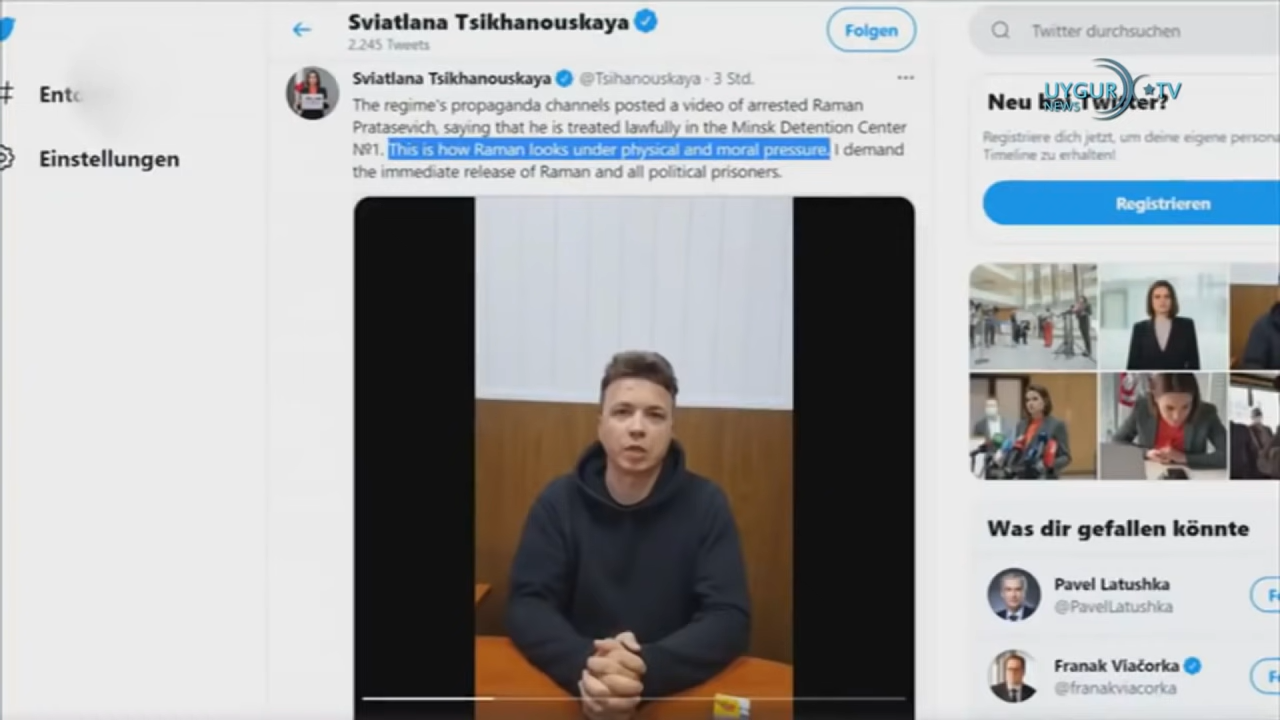 Sviatlana Tsikhanouskaya
2.245 Tweets
Folgen
Twitter durchsuchen
Sviatlana Tsikhanouskaya @Tsihanouskaya · 3 Std.
The regime's propaganda channels posted a video of arrested Raman
Pratasevich, saying that he is treated lawfully in the Minsk Detention Center
№1. This is how Raman looks under physical and moral pressure. I demand
the immediate release of Raman and all political prisoners.
#
Einstellungen
UYGUR TV
NEWS
Neu bei Twitter?
Registriere dich jetzt, um deine eigene
Timeline zu erhalten!
Registrieren
Was dir gefallen könnte
Pavel Latushka
@PavelLatushka
Franak Viačorka
@franakviacorka